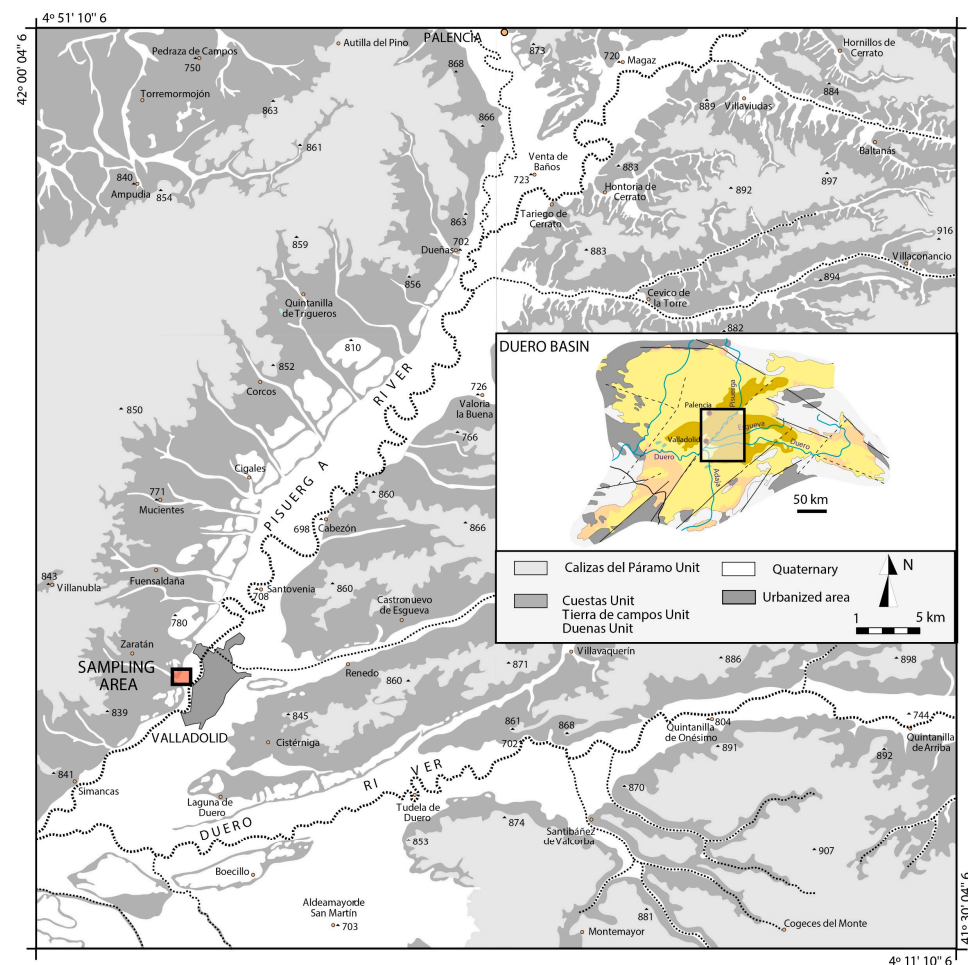 4º 51' 10'' 6
42º 00' 04'' 6
Pedraza de Campos
750
Autilla del Pino
PALENCIA
873
720
Magaz
Hornillos de
Cerrato
868
Torremormojón
863
866
889
Villaviudas
884
861
Baltanás
840
Ampudia
854
Venta de
Baños
723
883
Hontoria de
Cerrato
892
897
Tariego de
Cerrato
863
859
Dueñas
702
883
916
Villaconancio
894
856
Quintanilla
de Trigueros
Cevico de
la Torre
882
810
852
Corcos
850
726
Valoria
la Buena
766
PISUERG A RIVER
Cigales
771
Mucientes
860
698
Cabezón
866
843
Villanubla
Fuensaldaña
708
Santovenia
860
Castronuevo
de Esgueva
780
Zaratán
SAMPLING
AREA
839
VALLADOLID
Renedo
860
845
Cistérniga
871
Villavaquerín
886
898
861
868
702
Quintanilla
de Onésimo
804
891
744
Quintanilla
de Arriba
892
841
Simancas
Laguna de
Duero
DUERO RI VER
Tudela de
Duero
870
874
Santibáñez
de Valcorba
853
907
Boecillo
Aldeamayor de
San Martín
703
881
Montemayor
Cogeces del Monte
41º 30' 04'' 6
4º 11' 10'' 6
DUERO BASIN
Palencia
Pisuerga
Valladolid
Esgueva
Duero
Duero
Adaja
50 km
Calizas del Páramo Unit
Quaternary
N
Cuestas Unit
Tierra de campos Unit
Duenas Unit
Urbanized area
1
5 km